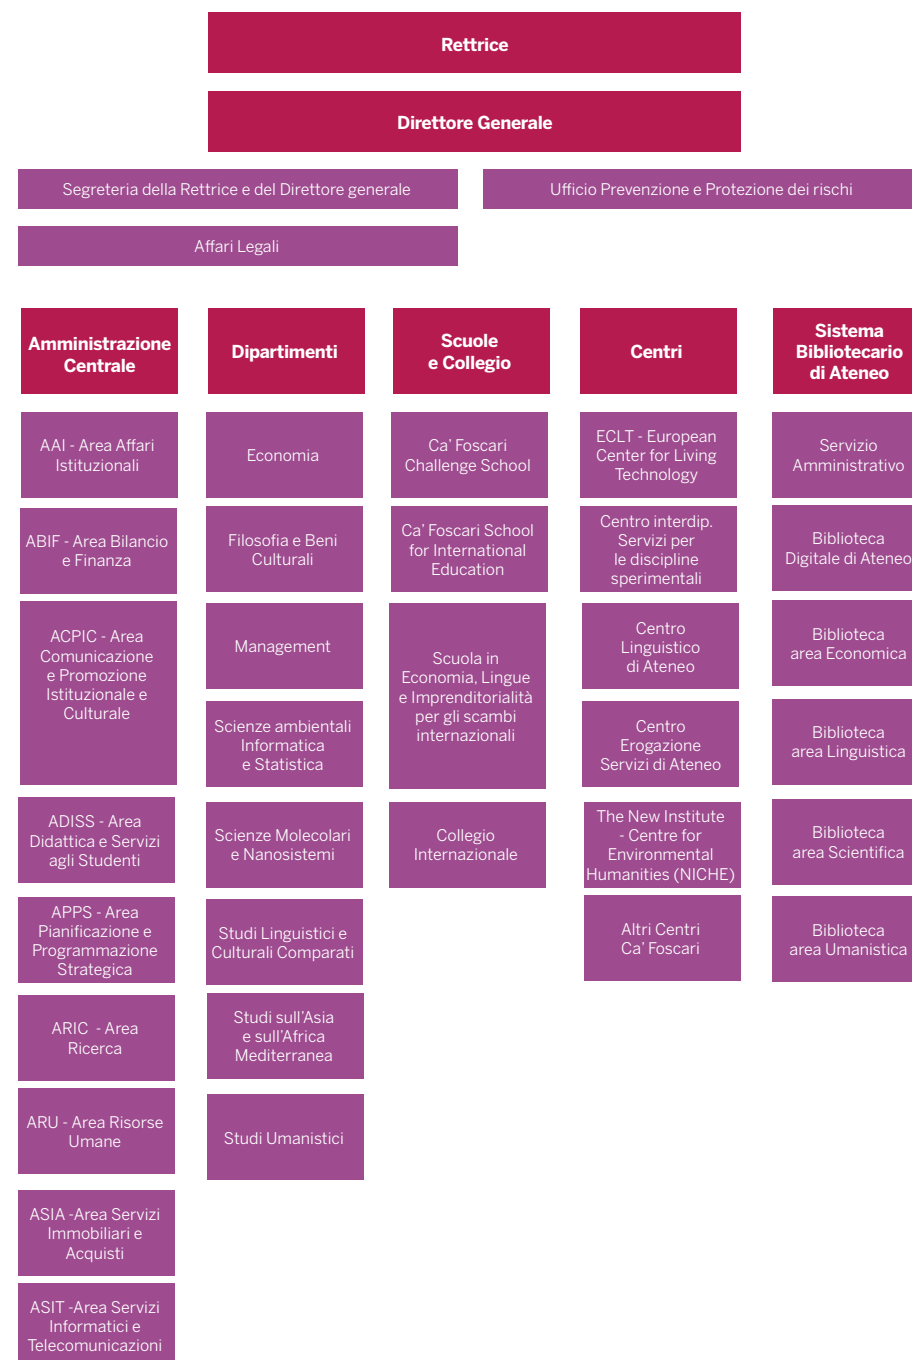 Rettrice
Direttore Generale
Segreteria della Rettrice e del Direttore generale
Ufficio Prevenzione e Protezione dei rischi
Affari Legali
Amministrazione
Centrale
AAI - Area Affari
Istituzionali
ABIF - Area Bilancio
e Finanza
ACPIC - Area
Comunicazione
e Promozione
Istituzionale e
Culturale
ADISS - Area
Didattica e Servizi
agli Studenti
APPS - Area
Pianificazione e
Programmazione
Strategica
ARIC - Area
Ricerca
ARU - Area Risorse
Umane
ASIA -Area Servizi
Immobiliari e
Acquisti
ASIT -Area Servizi
Informatici e
Telecomunicazioni
Dipartimenti
Economia
Filosofia e Beni
Culturali
Management
Scienze ambientali
Informatica
e Statistica
Scienze Molecolari
e Nanosistemi
Studi Linguistici e
Culturali Comparati
Studi sull'Asia
e sull'Africa
Mediterranea
Studi Umanistici
Scuole
e Collegio
Ca' Foscari
Challenge School
Ca' Foscari School
for International
Education
Scuola in
Economia, Lingue
e Imprenditorialità
per gli scambi
internazionali
Collegio
Internazionale
Centri
ECLT - European
Center for Living
Technology
Centro interdip.
Servizi per
le discipline
sperimentali
Centro
Linguistico
di Ateneo
Centro
Erogazione
Servizi di Ateneo
The New Institute
- Centre for
Environmental
Humanities (NICHE)
Altri Centri
Ca' Foscari
Sistema
Bibliotecario
di Ateneo
Servizio
Amministrativo
Biblioteca
Digitale di Ateneo
Biblioteca
area Economica
Biblioteca
area Linguistica
Biblioteca
area Scientifica
Biblioteca
area Umanistica